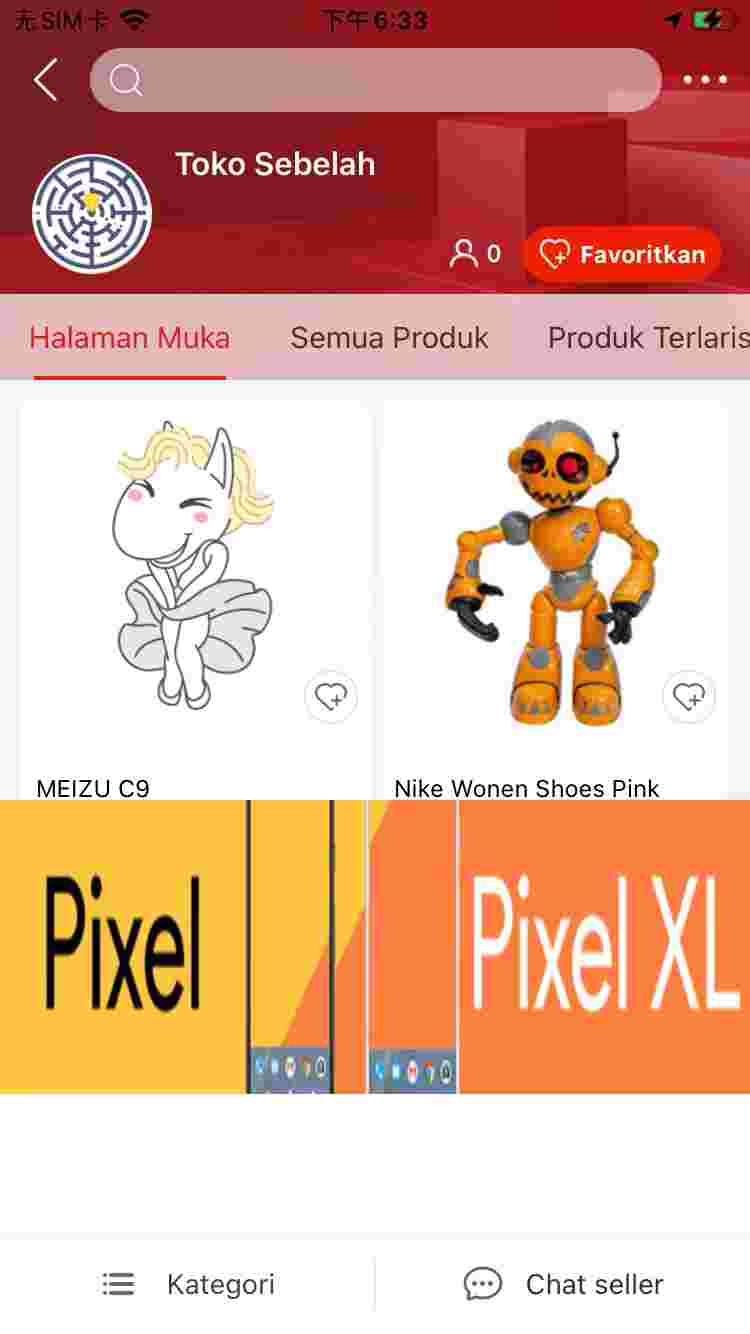 无SIM卡 下午6:33
Toko Sebelah
0 Favoritkan
Halaman Muka Semua Produk Produk Terlaris
MEIZU C9 Nike Wonen Shoes Pink
Pixel Pixel XL
Kategori Chat seller